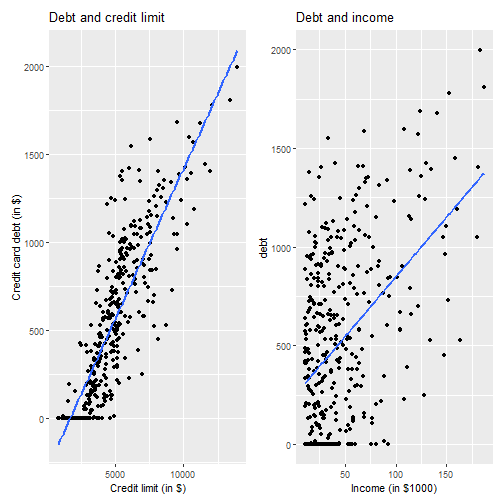 Debt and credit limit
2000
1500
1000
500
0
Credit card debt (in $)
5000 10000
Credit limit (in $)
Debt and income
2000
1500
1000
500
0
debt
50 100 150
Income (in $1000)